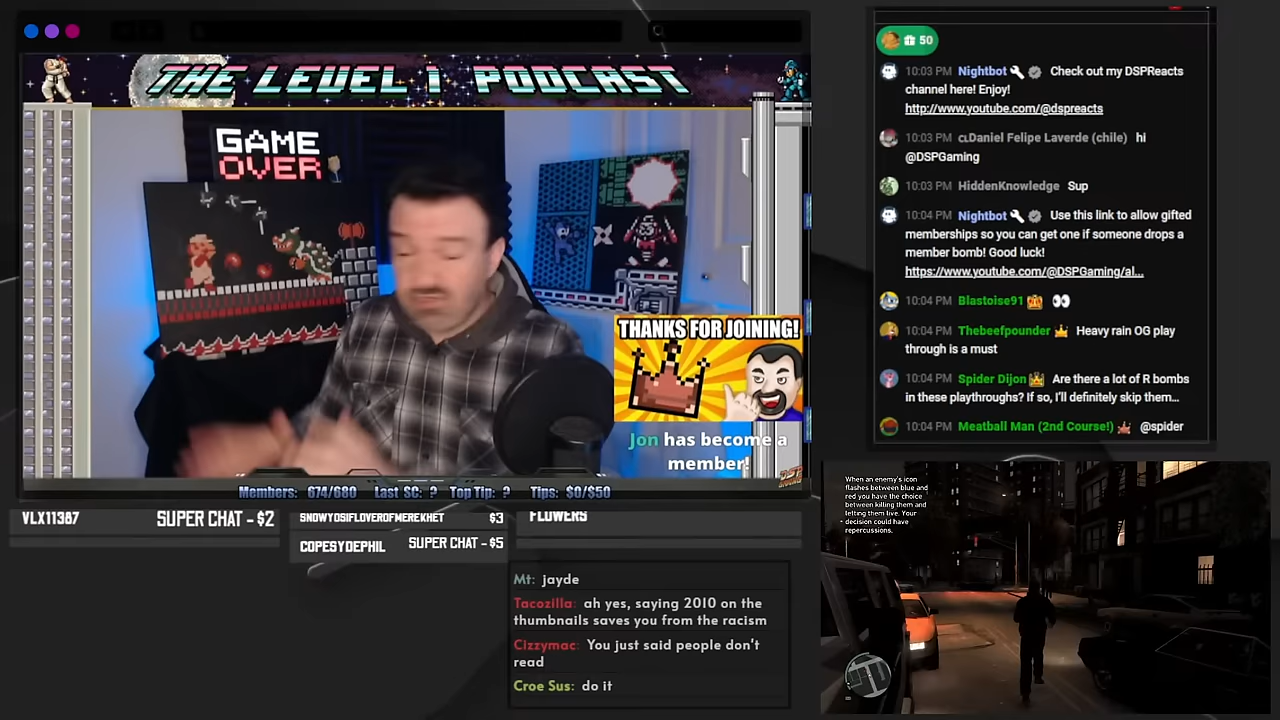 THE LEVEL 1 PODCAST
GAME
OVER
THANKS FOR JOINING!
Jon has become a
member!
Members: 674/680 Last SC: ? Top Tip: ? Tips: $0/$50
VLX11387 SUPER CHAT - $2
SNOWYOSIFLOVEROFMEREKHET $3
COPESYDEPHIL SUPER CHAT - $5
FLOWERS
Mt: jayde
Tacozilla: ah yes, saying 2010 on the
thumbnails saves you from the racism
Cizzymac: You just said people don't
read
Croe Sus: do it
50
10:03 PM Nightbot Check out my DSPReacts
channel here! Enjoy!
http://www.youtube.com/@dspreacts
10:03 PM CLDaniel Felipe Laverde (chile) hi
@DSPGaming
10:03 PM HiddenKnowledge Sup
10:04 PM Nightbot Use this link to allow gifted
memberships so you can get one if someone drops a
member bomb! Good luck!
https://www.youtube.com/@DSPGaming/al...
10:04 PM Blastoise91
10:04 PM Thebeefpounder Heavy rain OG play
through is a must
10:04 PM Spider Dijon Are there a lot of R bombs
in these playthroughs? If so, I'll definitely skip them...
10:04 PM Meatball Man (2nd Course!) @spider
When an enemy's icon
flashes between blue and
red you have the choice
between killing them and
letting them live. Your
decision could have
repercussions.